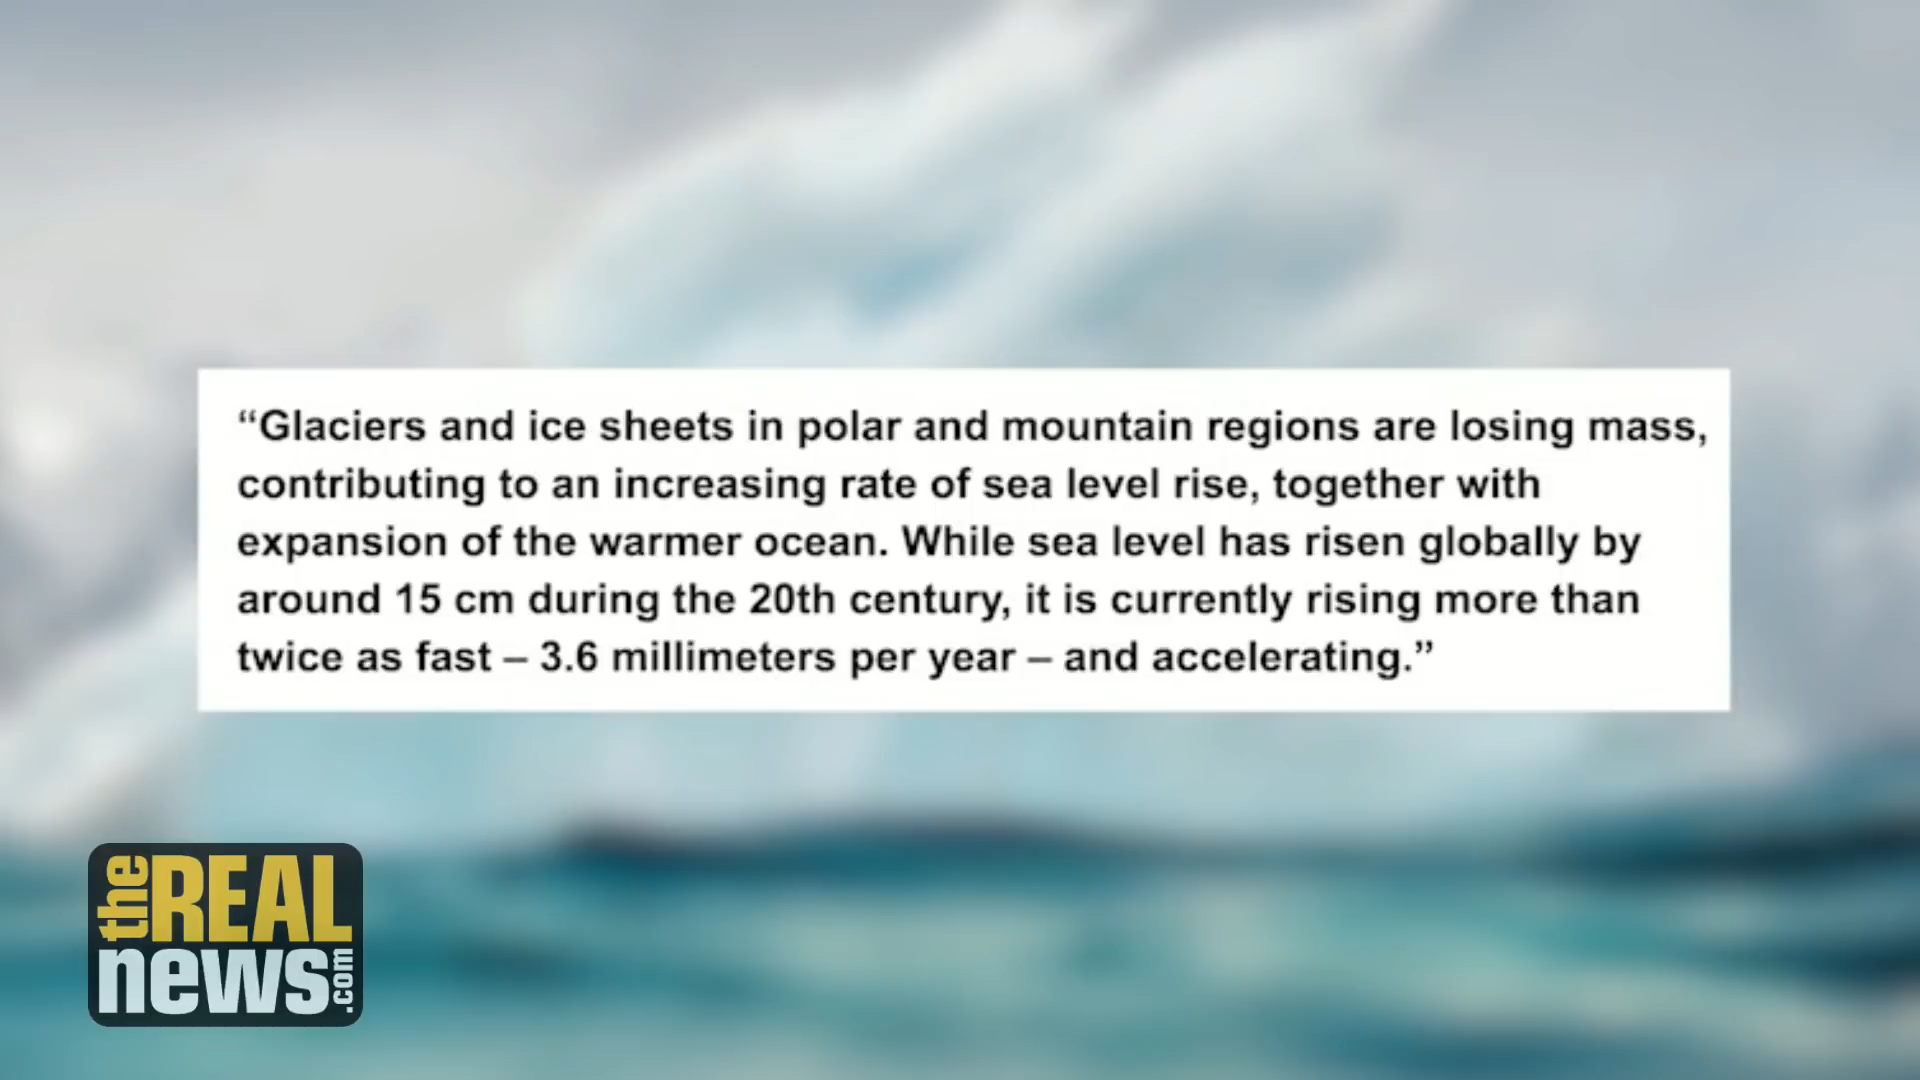 “Glaciers and ice sheets in polar and mountain regions are losing mass,
contributing to an increasing rate of sea level rise, together with
expansion of the warmer ocean. While sea level has risen globally by
around 15 cm during the 20th century, it is currently rising more than
twice as fast – 3.6 millimeters per year – and accelerating.”
the REAL
news.com